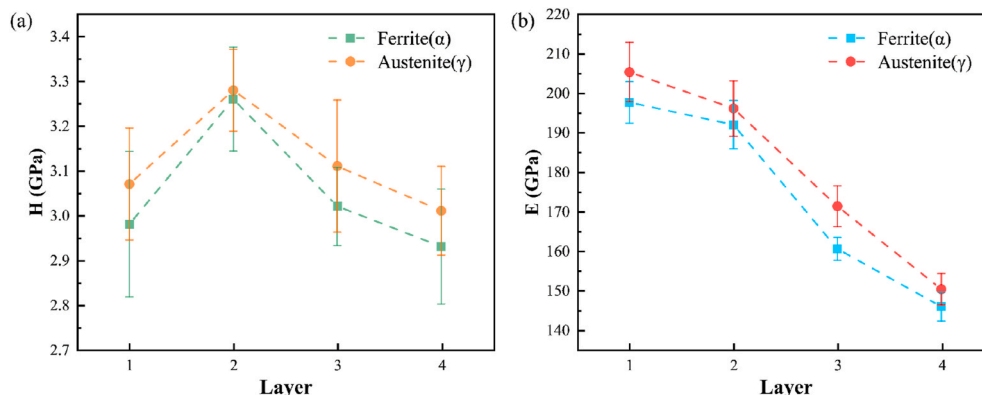 (a)
H (GPa)
3.4
3.3
3.2
3.1
3.0
2.9
2.8
2.7
1 2 3 4
Layer
Ferrite(α)
Austenite(γ)
(b)
E (GPa)
220
210
200
190
180
170
160
150
140
1 2 3 4
Layer
Ferrite(α)
Austenite(γ)